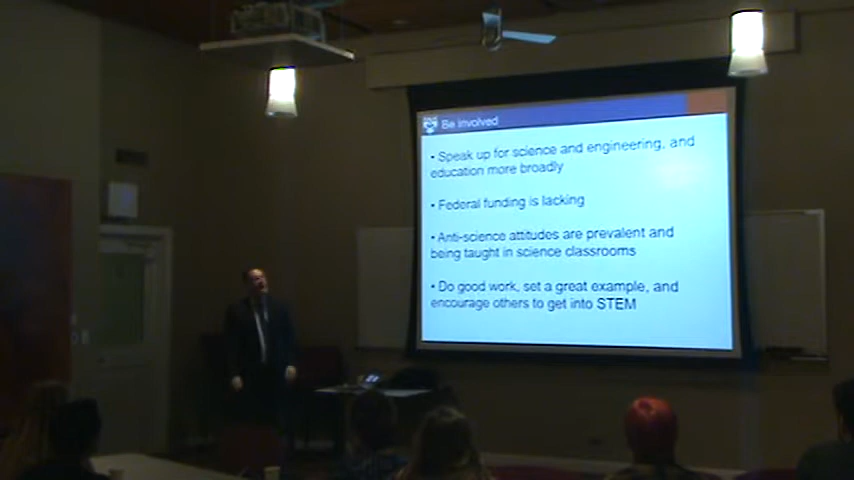 Be involved
• Speak up for science and engineering, and
education more broadly
• Federal funding is lacking
• Anti-science attitudes are prevalent and
being taught in science classrooms
• Do good work, set a great example, and
encourage others to get into STEM